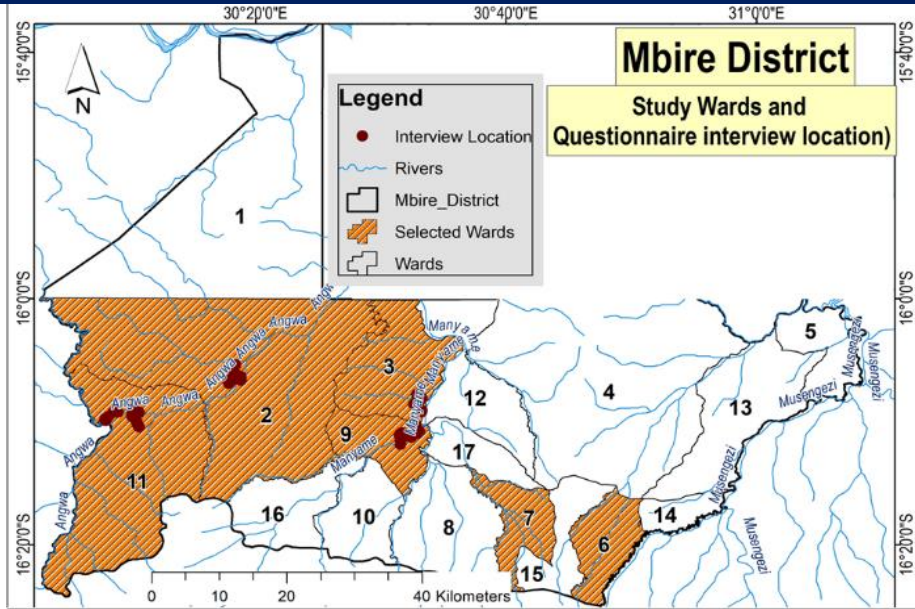 30°20'0"E
30°40'0"E
31°0'0"E
15°40'0"S
15°40'0"S
Mbire District
Study Wards and
Questionnaire interview location)
N
Legend
Interview Location
Rivers
Mbire_District
Selected Wards
Wards
1
16°0'0"S
16°0'0"S
Angw
Angwa
Angwa
Angwa
Angwa
Angwa
Angwa
Angwa
Angwa
Manyame
Manyame
Manyame
Manyame
Musengezi
Musengezi
Musengezi
Musengezi
Musengezi
5
3
4
12
13
2
9
17
11
16
10
8
7
6
14
15
16°20'0"S
16°20'0"S
0 10 20 40 Kilometers